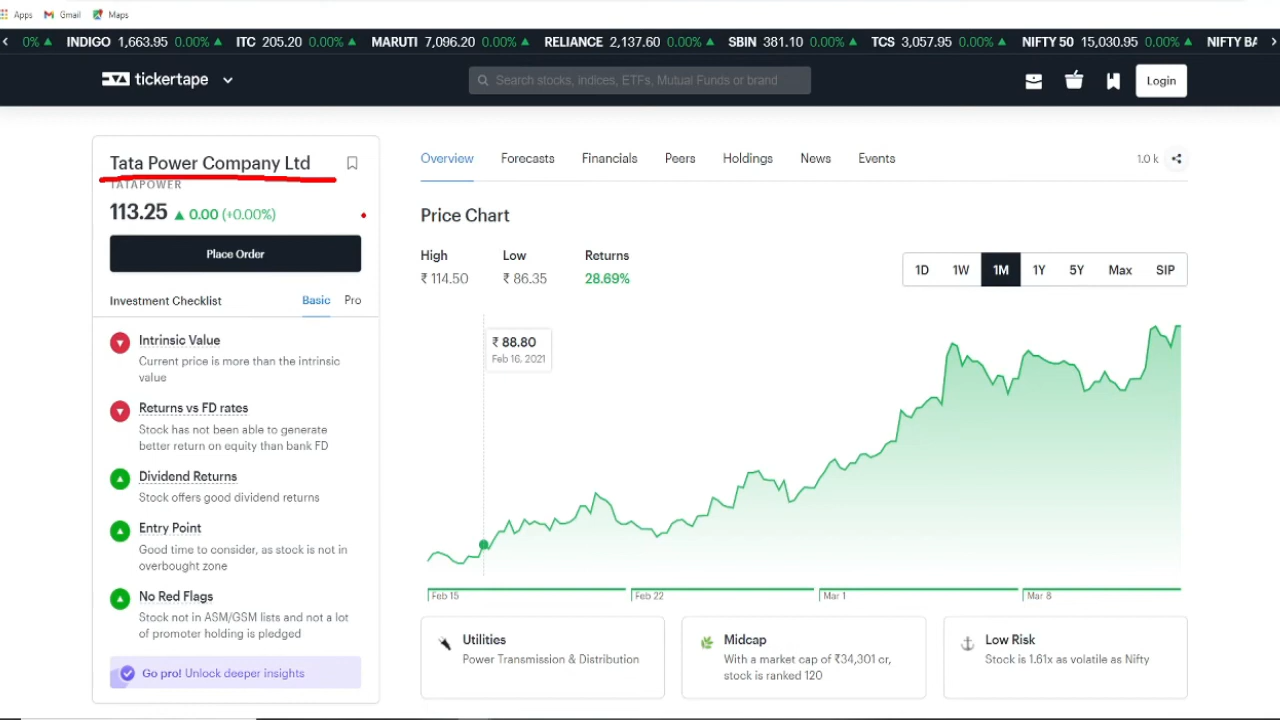 Apps Gmail Maps
0% ▲ INDIGO 1,663.95 0.00% ▲ ITC 205.20 0.00% ▲ MARUTI 7,096.20 0.00% ▲ RELIANCE 2,137.60 0.00% ▲ SBIN 381.10 0.00% ▲ TCS 3,057.95 0.00% ▲ NIFTY 50 15,030.95 0.00% ▲ NIFTY BA
tickertape
Search stocks, indices, ETFs, Mutual Funds or brand
Login
Tata Power Company Ltd
TATAPOWER
113.25 ▲ 0.00 (+0.00%)
Place Order
Investment Checklist Basic Pro
Intrinsic Value
Current price is more than the intrinsic
value
Returns vs FD rates
Stock has not been able to generate
better return on equity than bank FD
Dividend Returns
Stock offers good dividend returns
Entry Point
Good time to consider, as stock is not in
overbought zone
No Red Flags
Stock not in ASM/GSM lists and not a lot
of promoter holding is pledged
Go pro! Unlock deeper insights
Overview Forecasts Financials Peers Holdings News Events
1.0 k
Price Chart
High Low Returns
₹ 114.50 ₹ 86.35 28.69%
1D 1W 1M 1Y 5Y Max SIP
₹ 88.80
Feb 16, 2021
Feb 15 Feb 22 Mar 1 Mar 8
Utilities
Power Transmission & Distribution
Midcap
With a market cap of ₹34,301 cr,
stock is ranked 120
Low Risk
Stock is 1.61x as volatile as Nifty